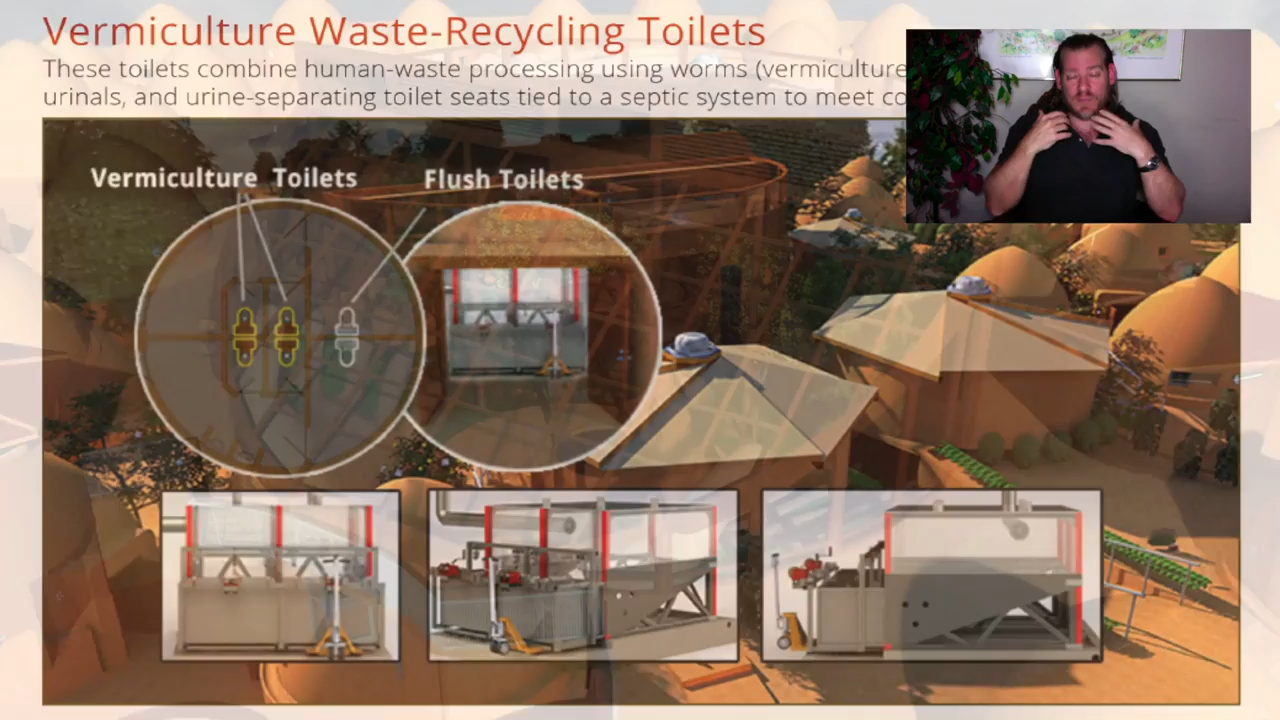 Vermiculture Waste-Recycling Toilets
These toilets combine human-waste processing using worms (vermiculture
urinals, and urine-separating toilet seats tied to a septic system to meet co
Vermiculture Toilets
Flush Toilets